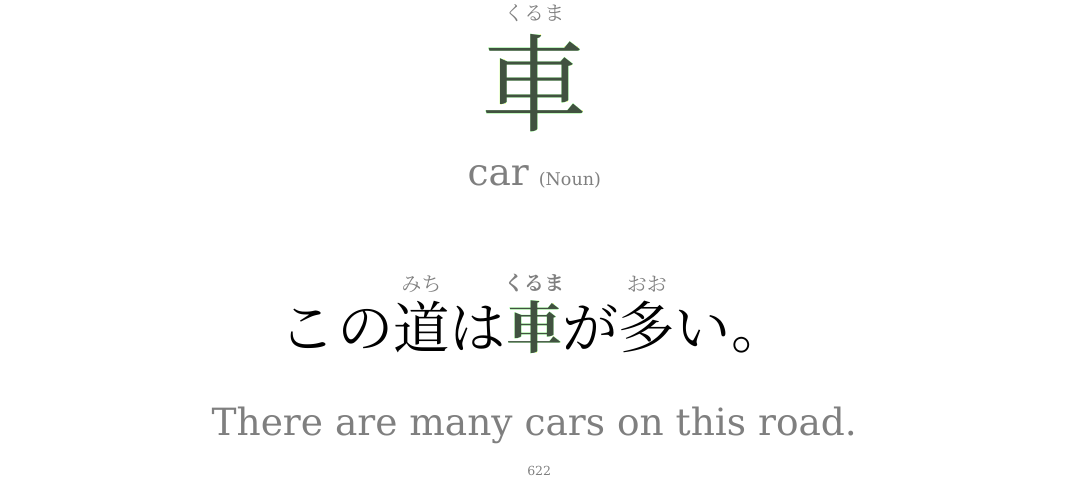 くるま
車
car (Noun)
みち くるま おお
この道は車が多い。
There are many cars on this road.
622